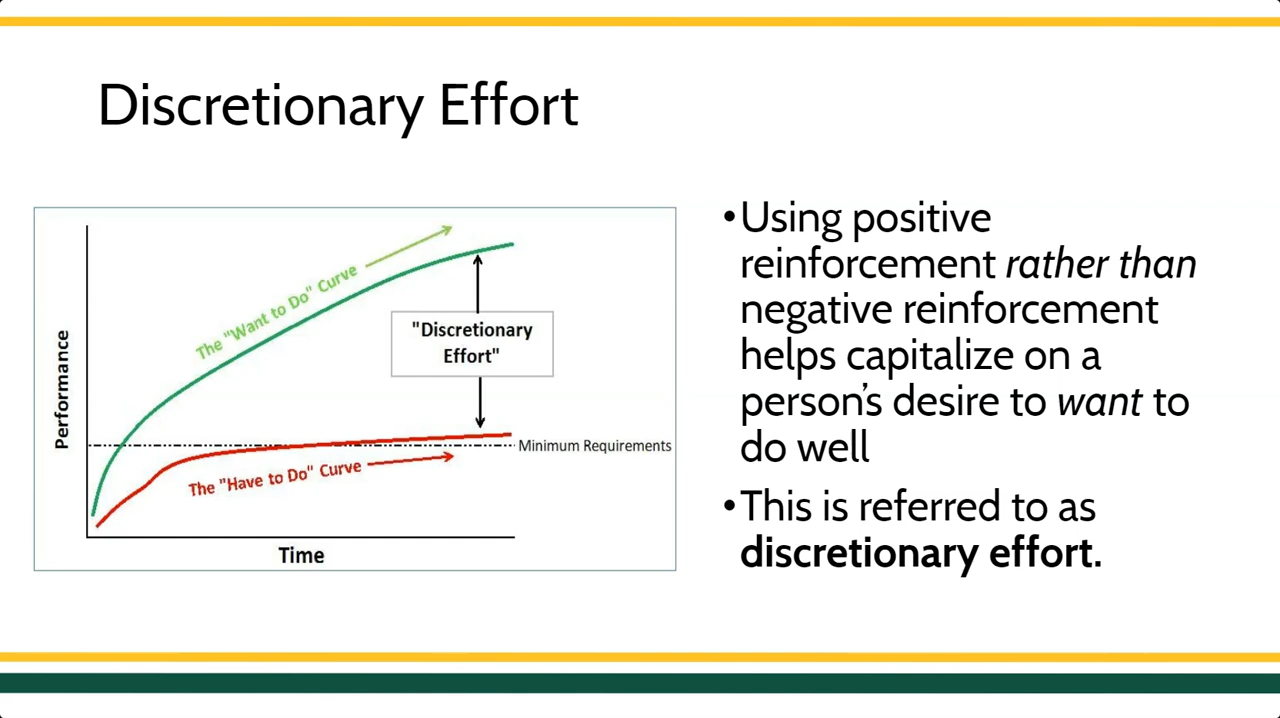 Discretionary Effort
The "Want to Do" Curve
"Discretionary
Effort"
Performance
Minimum Requirements
The "Have to Do" Curve
Time
•Using positive
reinforcement rather than
negative reinforcement
helps capitalize on a
person’s desire to want to
do well
•This is referred to as
discretionary effort.